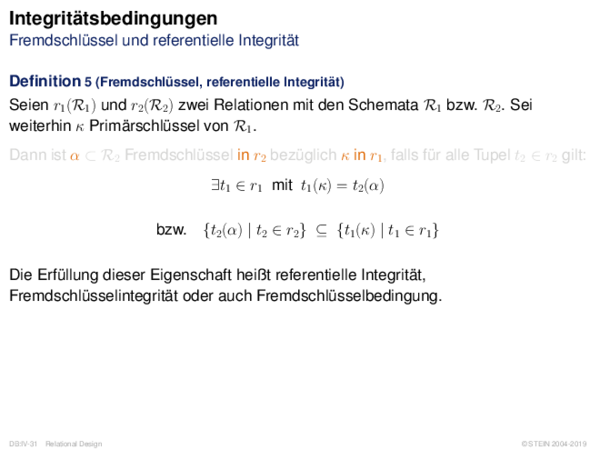 Integritätsbedingungen
Fremdschlüssel und referentielle Integrität
Definition 5 (Fremdschlüssel, referentielle Integrität)
Seien r₁(ℛ₁) und r₂(ℛ₂) zwei Relationen mit den Schemata ℛ₁ bzw. ℛ₂. Sei
weiterhin κ Primärschlüssel von ℛ₁.
Dann ist α ⊂ ℛ₂ Fremdschlüssel in r₂ bezüglich κ in r₁, falls für alle Tupel t₂ ∈ r₂ gilt:
∃t₁ ∈ r₁ mit t₁(κ) = t₂(α)
bzw. {t₂(α) | t₂ ∈ r₂} ⊆ {t₁(κ) | t₁ ∈ r₁}
Die Erfüllung dieser Eigenschaft heißt referentielle Integrität,
Fremdschlüsselintegrität oder auch Fremdschlüsselbedingung.
DB:IV-31 Relational Design
© STEIN 2004-2019